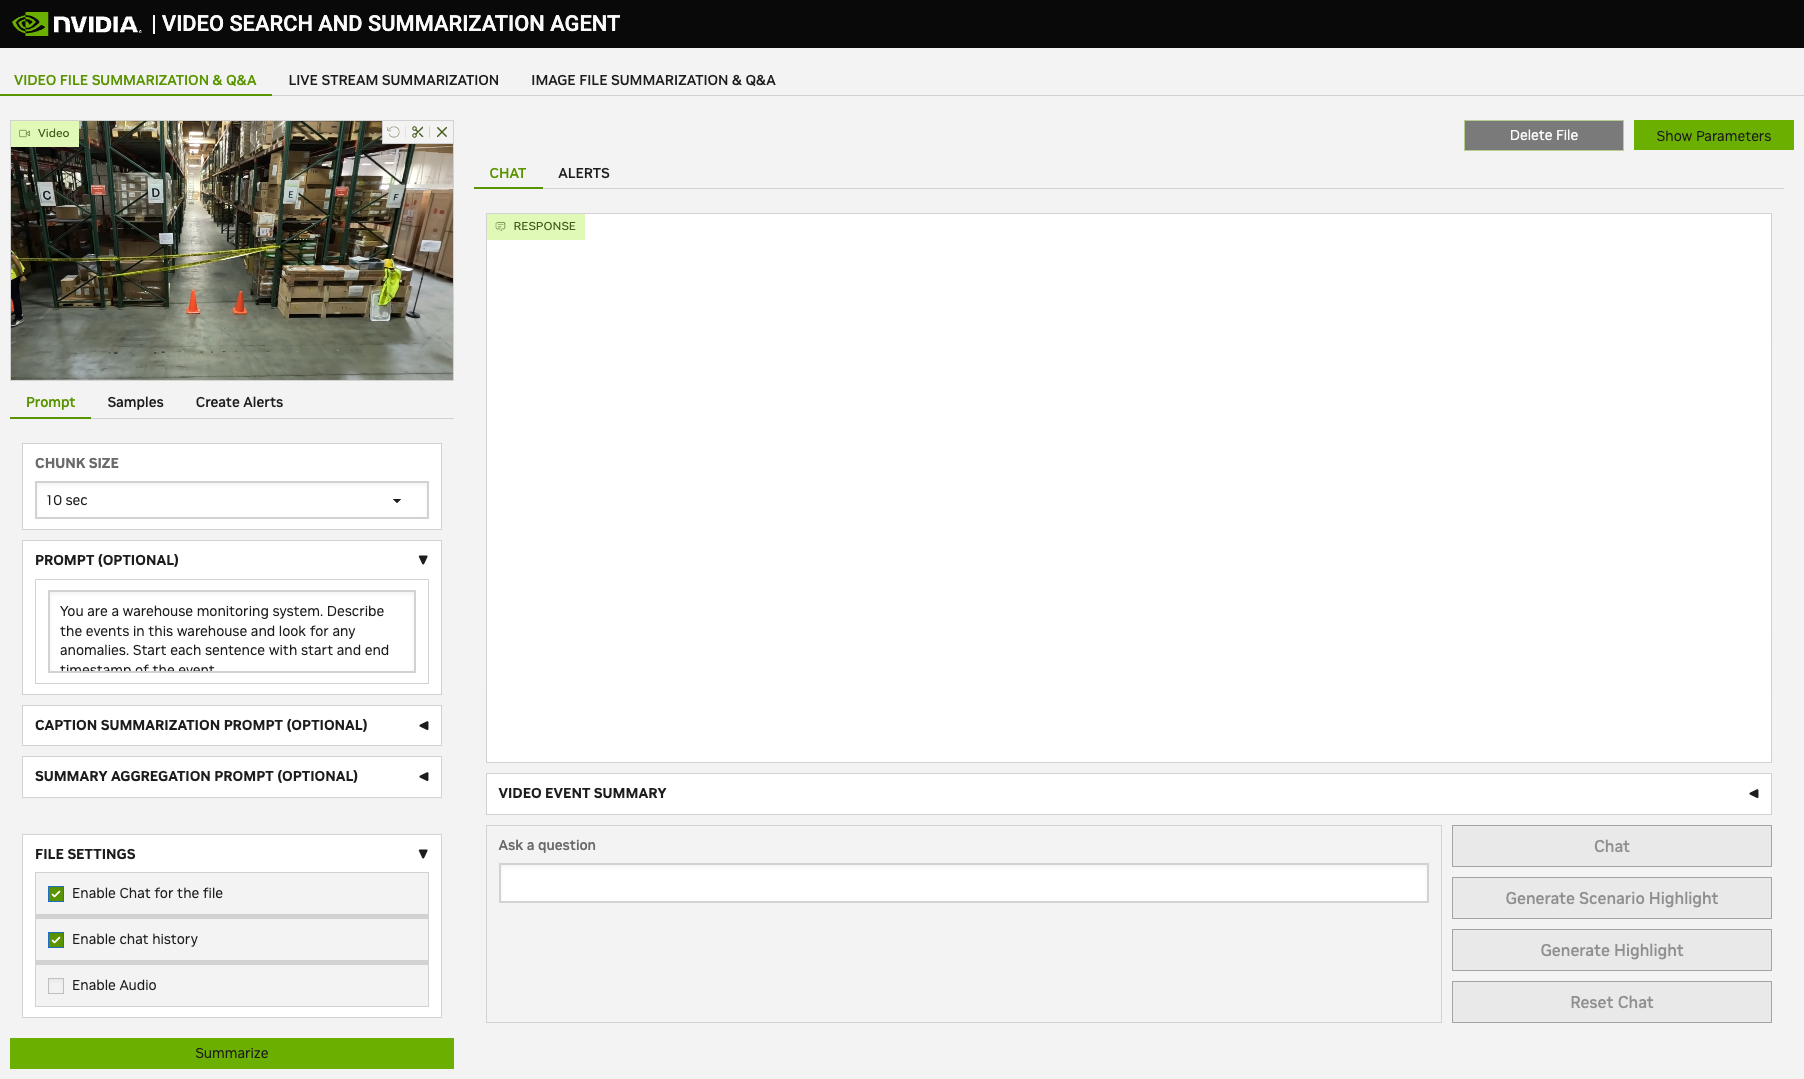 NVIDIA. | VIDEO SEARCH AND SUMMARIZATION AGENT
VIDEO FILE SUMMARIZATION & Q&A
LIVE STREAM SUMMARIZATION
IMAGE FILE SUMMARIZATION & Q&A
Video
C
D
E
F
Delete File
Show Parameters
CHAT
ALERTS
RESPONSE
Prompt
Samples
Create Alerts
CHUNK SIZE
10 sec
PROMPT (OPTIONAL)
You are a warehouse monitoring system. Describe
the events in this warehouse and look for any
anomalies. Start each sentence with start and end
timestamp of the event
CAPTION SUMMARIZATION PROMPT (OPTIONAL)
SUMMARY AGGREGATION PROMPT (OPTIONAL)
FILE SETTINGS
Enable Chat for the file
Enable chat history
Enable Audio
Summarize
VIDEO EVENT SUMMARY
Ask a question
Chat
Generate Scenario Highlight
Generate Highlight
Reset Chat